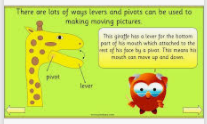 There are lots of ways levers and pivots can be used to
making moving pictures.
This giraffe has a lever for the bottom
part of his mouth which attached to the
rest of his face by a pivot. This means his
mouth can move up and down.
pivot
lever